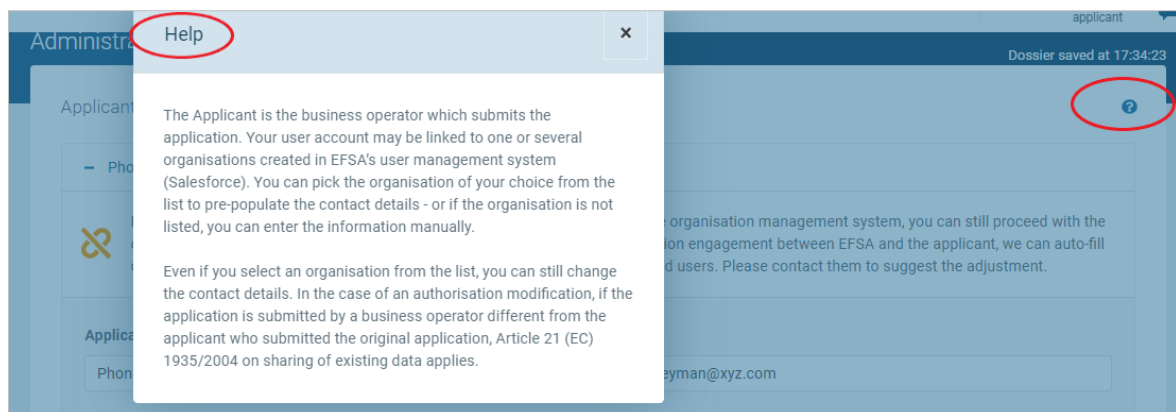 applicant
Administra
Help
×
Dossier saved at 17:34:23
Applicant
?
The Applicant is the business operator which submits the
application. Your user account may be linked to one or several
organisations created in EFSA’s user management system
(Salesforce). You can pick the organisation of your choice from the
list to pre-populate the contact details - or if the organisation is not
listed, you can enter the information manually.
Even if you select an organisation from the list, you can still change
the contact details. In the case of an authorisation modification, if the
application is submitted by a business operator different from the
applicant who submitted the original application, Article 21 (EC)
1935/2004 on sharing of existing data applies.
− Pho
organisation management system, you can still proceed with the
ion engagement between EFSA and the applicant, we can auto-fill
d users. Please contact them to suggest the adjustment.
Applica
Phon
eyman@xyz.com